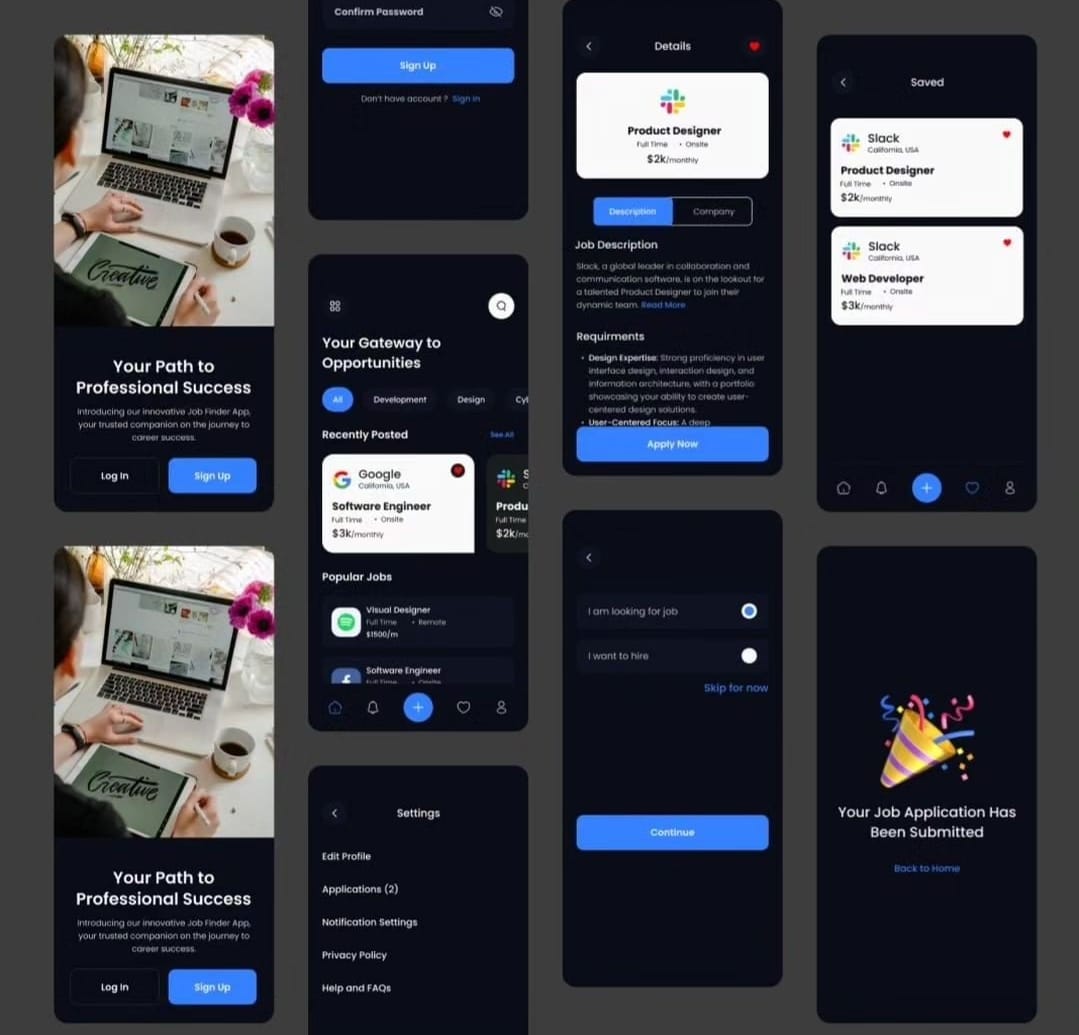 Creative
Your Path to
Professional Success
Introducing our innovative Job Finder App,
your trusted companion on the journey to
career success.
Log In
Sign Up
Creative
Your Path to
Professional Success
Introducing our innovative Job Finder App,
your trusted companion on the journey to
career success.
Log In
Sign Up
Confirm Password
Sign Up
Don't have account ? Sign in
Your Gateway to
Opportunities
All
Development
Design
Cyl
Recently Posted
See All
Google
California, USA
Software Engineer
Full Time • Onsite
$3k/monthly
S
C
Produ
Full Time
$2k/mo
Popular Jobs
Visual Designer
Full Time • Remote
$1500/m
Software Engineer
Full Time • Onsite
Settings
Edit Profile
Applications (2)
Notification Settings
Privacy Policy
Help and FAQs
Details
Product Designer
Full Time • Onsite
$2k/monthly
Description
Company
Job Description
Slack, a global leader in collaboration and
communication software, is on the lookout for
a talented Product Designer to join their
dynamic team. Read More
Requirments
• Design Expertise: Strong proficiency in user
interface design, interaction design, and
information architecture, with a portfolio
showcasing your ability to create user-
centered design solutions.
• User-Centered Focus: A deep
Apply Now
I am looking for job
I want to hire
Skip for now
Continue
Saved
Slack
California, USA
Product Designer
Full Time • Onsite
$2k/monthly
Slack
California, USA
Web Developer
Full Time • Onsite
$3k/monthly
Your Job Application Has
Been Submitted
Back to Home